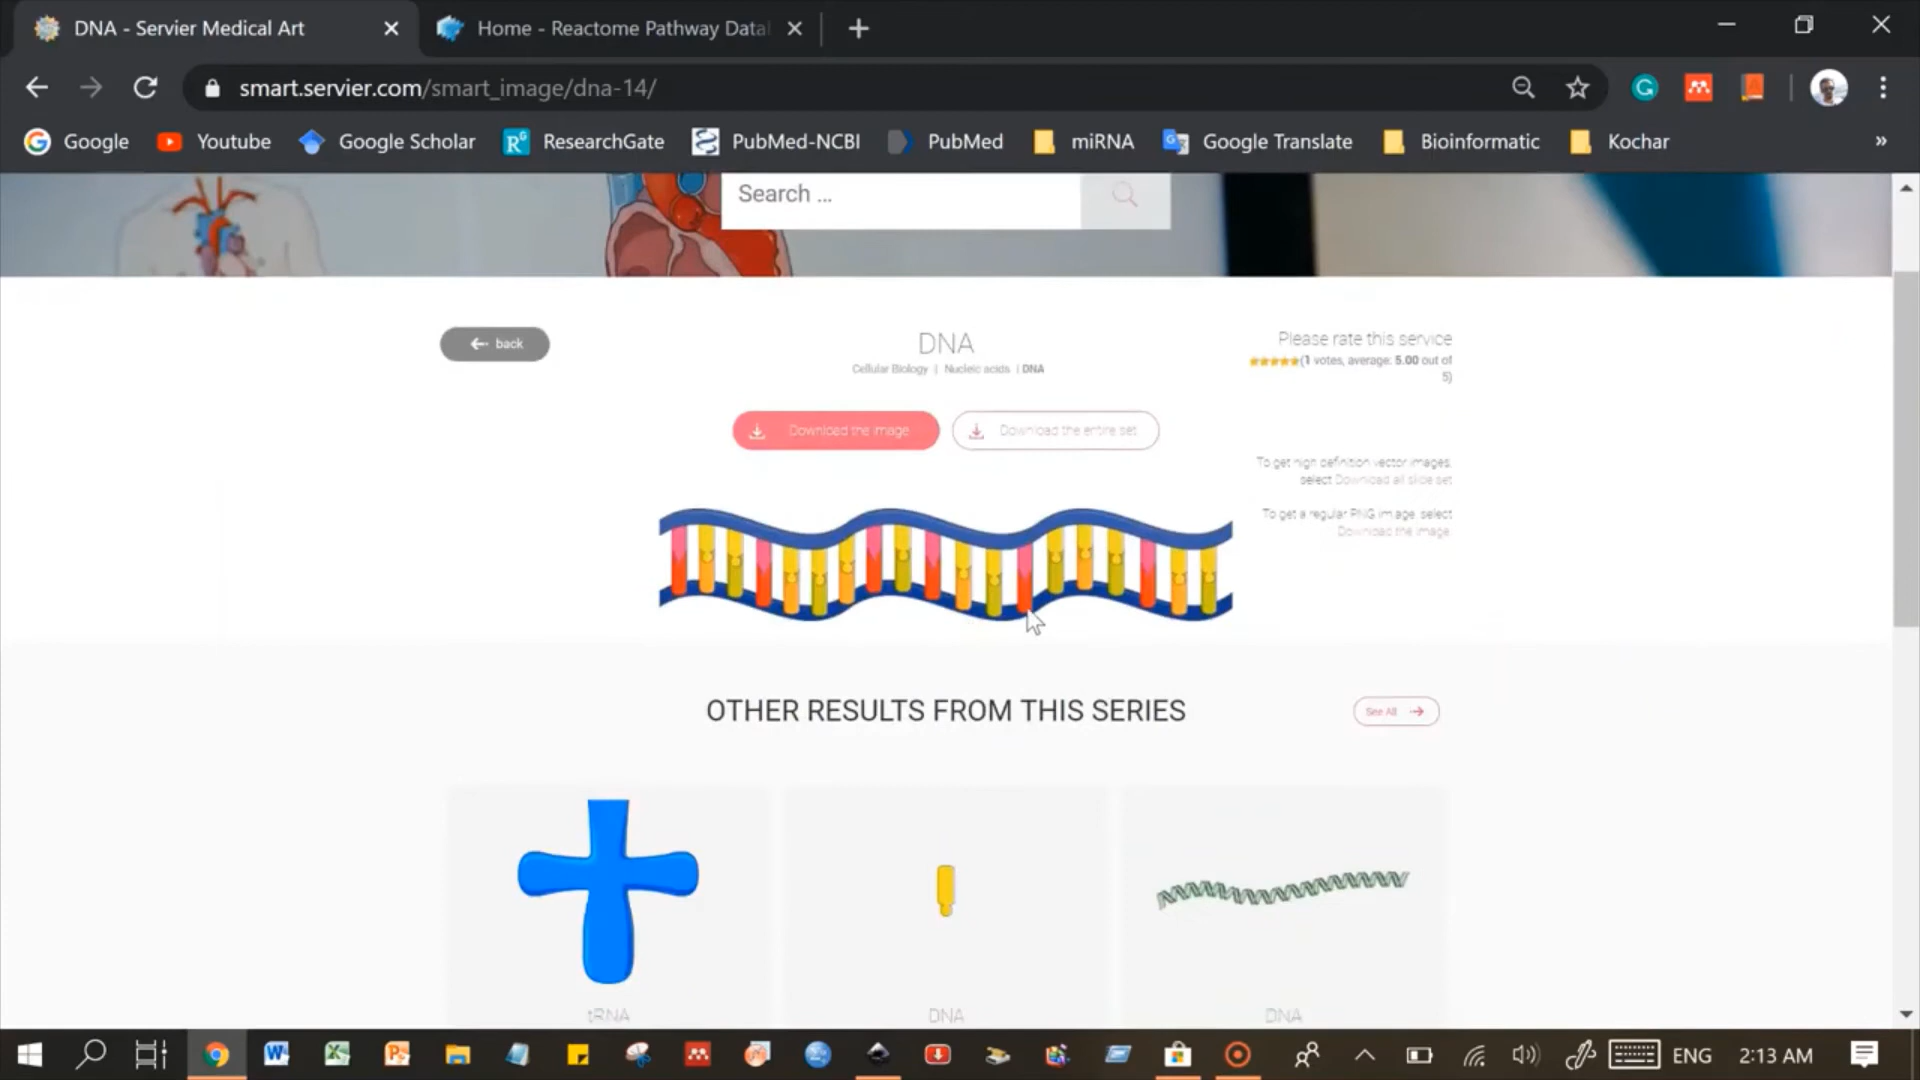 DNA - Servier Medical Art
Home - Reactome Pathway Data
smart.servier.com/smart_image/dna-14/
Google
Youtube
Google Scholar
ResearchGate
PubMed-NCBI
PubMed
miRNA
Google Translate
Bioinformatic
Kochar
»
Search ...
back
DNA
Cellular Biology | Nucleic acids | DNA
Please rate this service
(1 votes, average: 5.00 out of
5)
Download the image
Download the entire set
To get high definition vector images,
select Download all slide set
To get a regular PNG image, select
Download the image.
OTHER RESULTS FROM THIS SERIES
See All
tRNA
DNA
DNA
ENG
2:13 AM